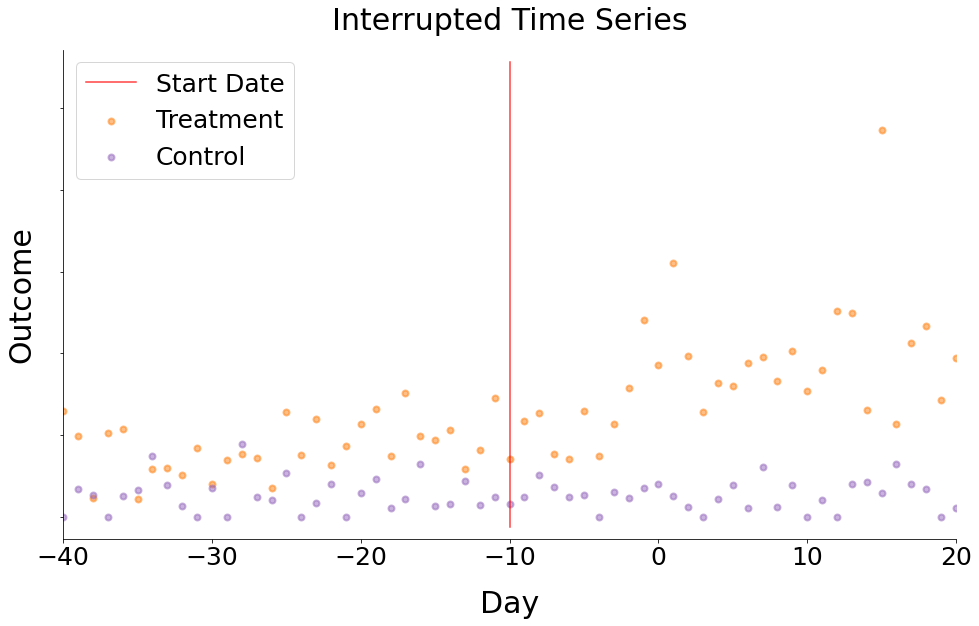 Interrupted Time Series
Start Date
Treatment
Control
Outcome
−40
−30
−20
−10
0
10
20
Day